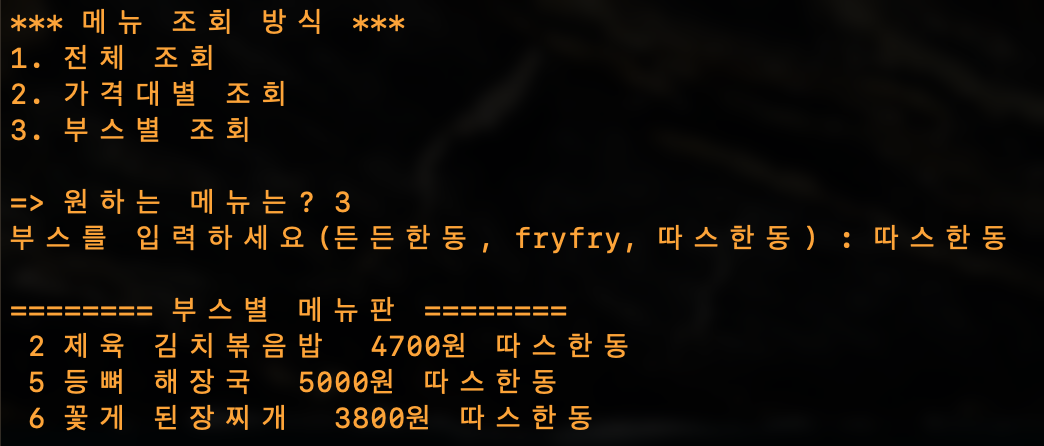 *** 메뉴 조회 방식 ***
1. 전체 조회
2. 가격대별 조회
3. 부스별 조회
=> 원하는 메뉴는? 3
부스를 입력하세요(든든한동, fryfry, 따스한동) : 따스한동
======== 부스별 메뉴판 ========
2 제육 김치볶음밥 4700원 따스한동
5 등뼈 해장국 5000원 따스한동
6 꽃게 된장찌개 3800원 따스한동